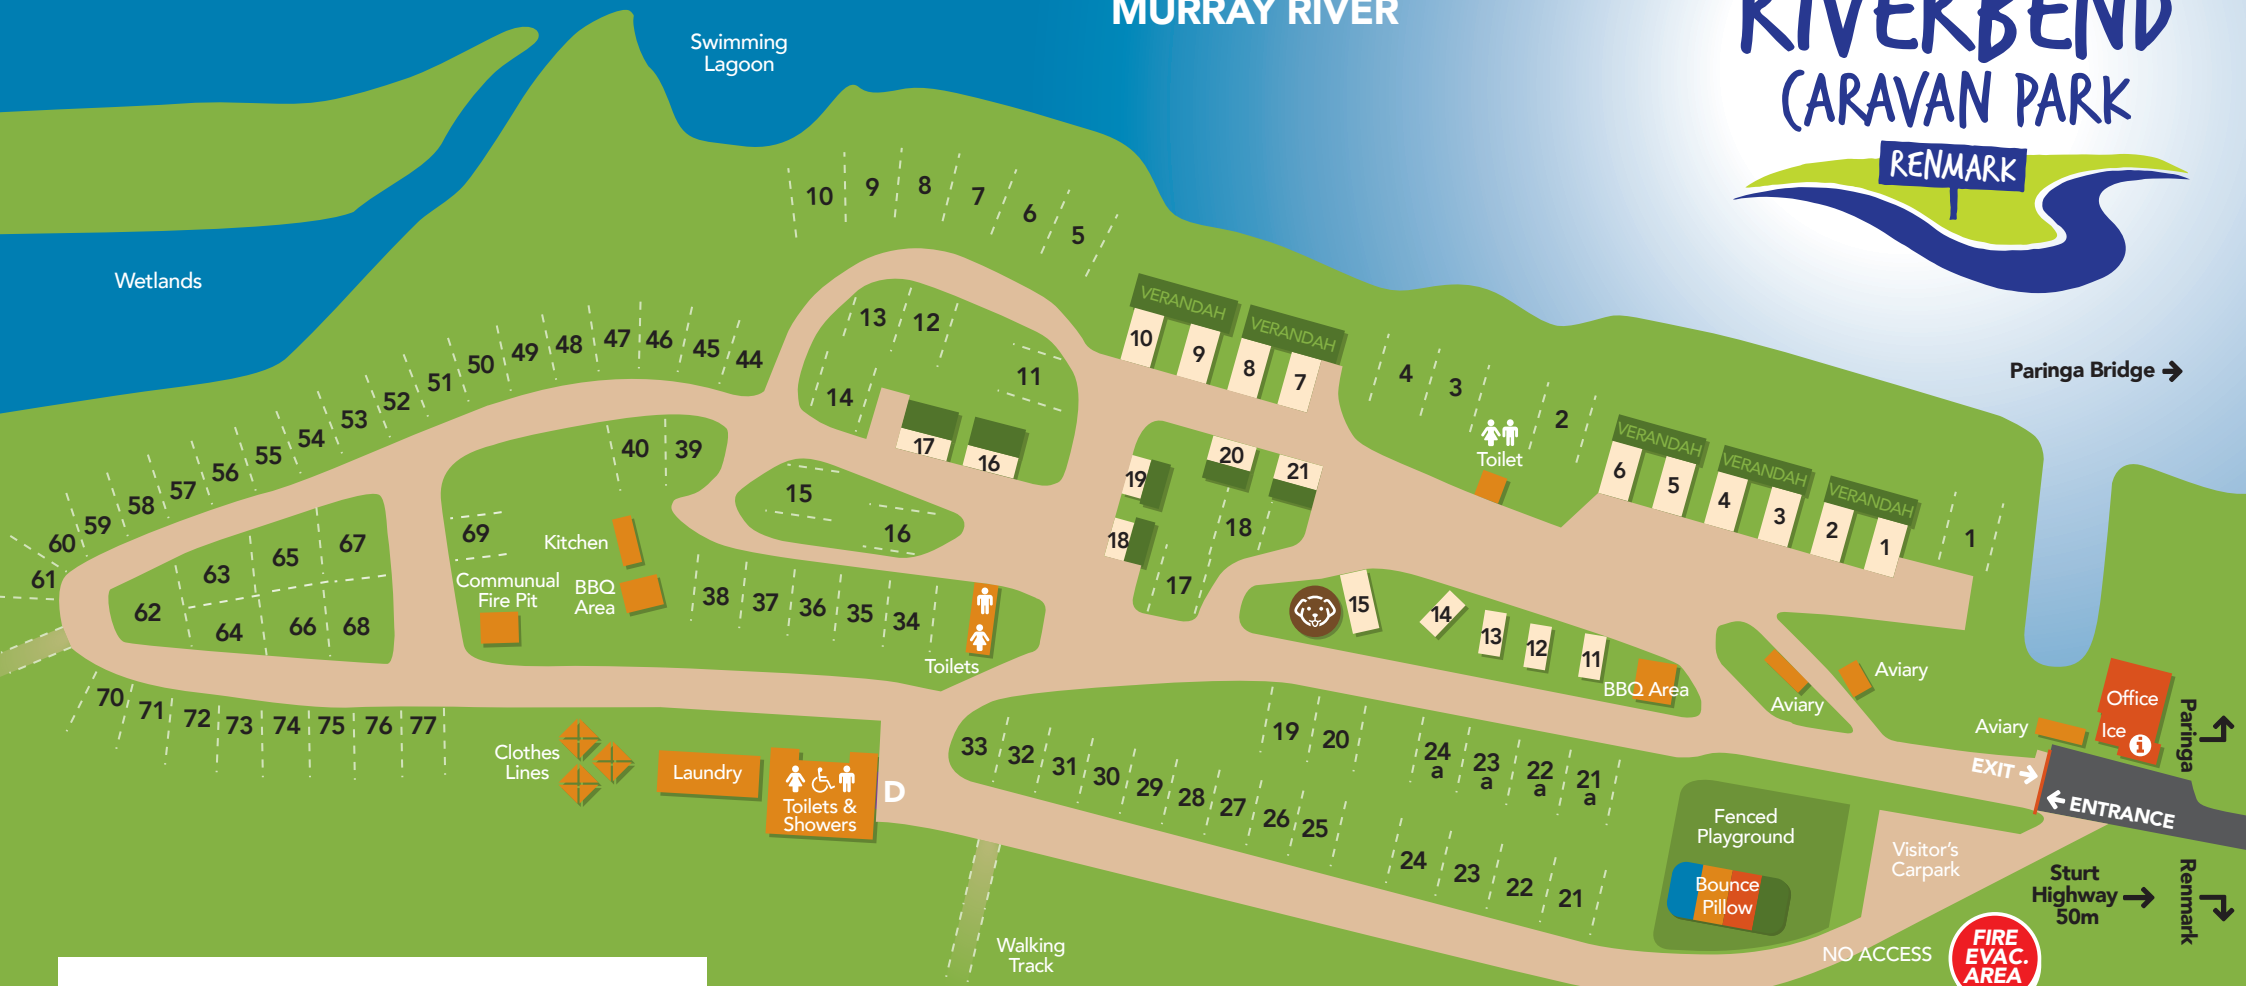 MURRAY RIVER
RIVERBEND
CARAVAN PARK
RENMARK
Swimming
Lagoon
Wetlands
Paringa Bridge
10
9
8
7
6
5
VERANDAH
VERANDAH
10
9
8
7
4
3
2
Toilet
VERANDAH
VERANDAH
VERANDAH
6
5
4
3
2
1
1
13
12
11
14
17
16
15
16
19
20
21
18
18
17
60
59
58
57
56
55
54
53
52
51
50
49
48
47
46
45
44
61
62
63
65
67
64
66
68
40
39
69
Kitchen
Communal
Fire Pit
BBQ
Area
38
37
36
35
34
Toilets
15
14
13
12
11
BBQ Area
Aviary
Aviary
Aviary
Office
Ice
i
Paringa
EXIT
ENTRANCE
70
71
72
73
74
75
76
77
Clothes
Lines
Laundry
Toilets &
Showers
D
33
32
31
30
29
28
27
26
25
19
20
24
a
23
a
22
a
21
a
24
23
22
21
Fenced
Playground
Bounce
Pillow
Visitor's
Carpark
Sturt
Highway
50m
Renmark
Walking
Track
NO ACCESS
FIRE
EVAC.
AREA